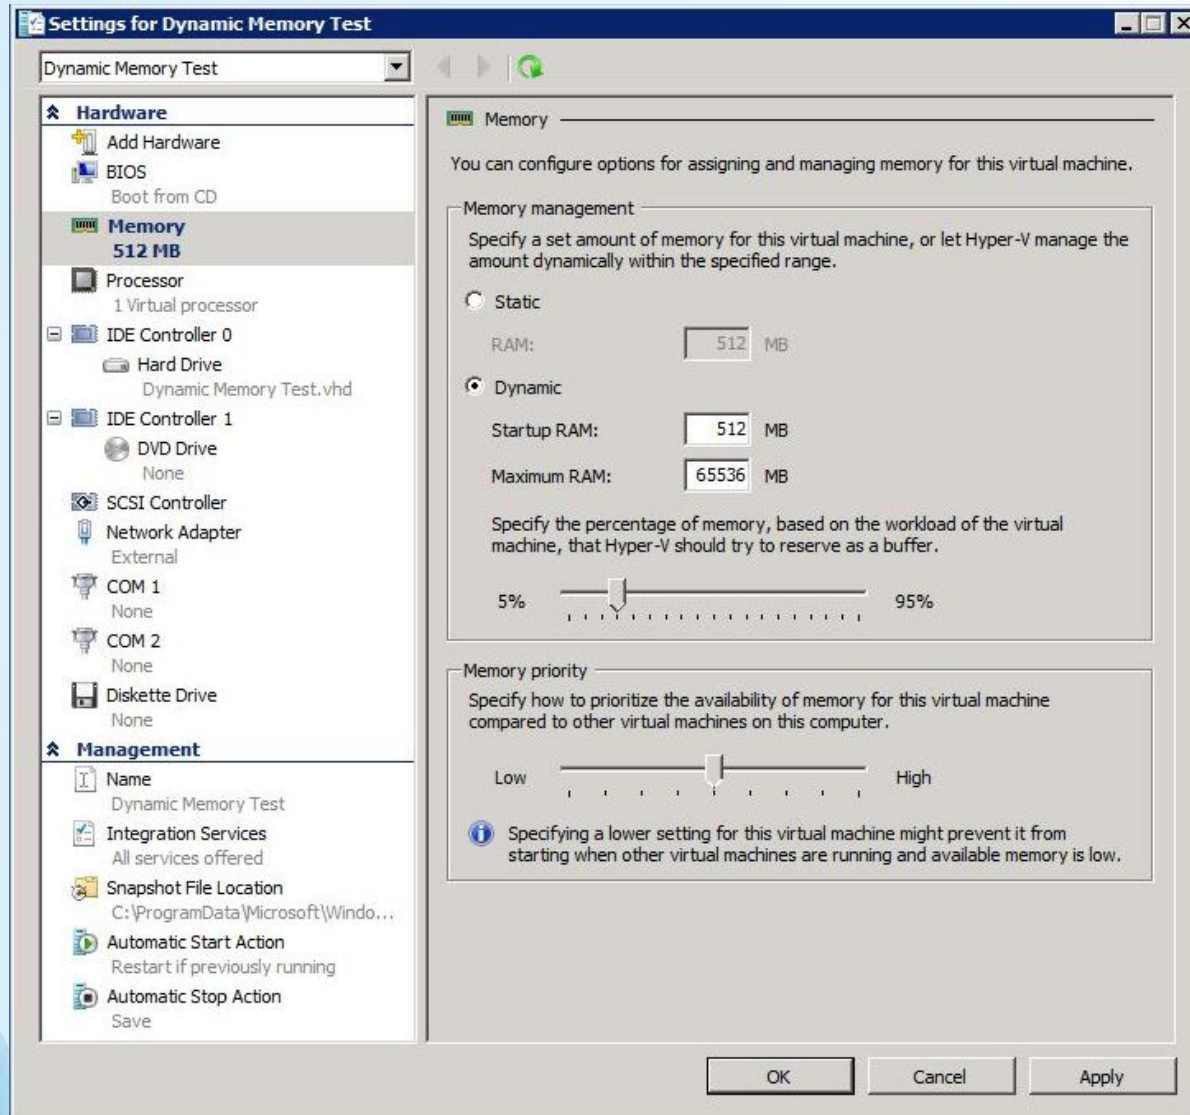 Settings for Dynamic Memory Test
Dynamic Memory Test
Hardware
Add Hardware
BIOS
Boot from CD
Memory
512 MB
Processor
1 Virtual processor
IDE Controller 0
Hard Drive
Dynamic Memory Test.vhd
IDE Controller 1
DVD Drive
None
SCSI Controller
Network Adapter
External
COM 1
None
COM 2
None
Diskette Drive
None
Management
Name
Dynamic Memory Test
Integration Services
All services offered
Snapshot File Location
C:\ProgramData\Microsoft\Windo...
Automatic Start Action
Restart if previously running
Automatic Stop Action
Save
Memory
You can configure options for assigning and managing memory for this virtual machine.
Memory management
Specify a set amount of memory for this virtual machine, or let Hyper-V manage the
amount dynamically within the specified range.
Static
RAM: 512 MB
Dynamic
Startup RAM: 512 MB
Maximum RAM: 65536 MB
Specify the percentage of memory, based on the workload of the virtual
machine, that Hyper-V should try to reserve as a buffer.
5% 95%
Memory priority
Specify how to prioritize the availability of memory for this virtual machine
compared to other virtual machines on this computer.
Low High
Specifying a lower setting for this virtual machine might prevent it from
starting when other virtual machines are running and available memory is low.
OK Cancel Apply